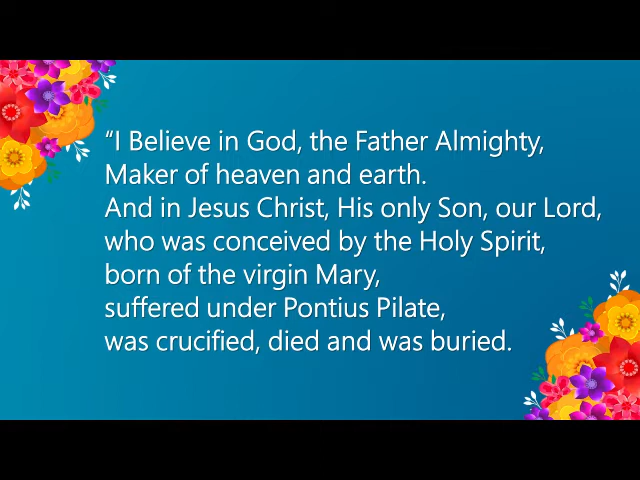 “I Believe in God, the Father Almighty,
Maker of heaven and earth.
And in Jesus Christ, His only Son, our Lord,
who was conceived by the Holy Spirit,
born of the virgin Mary,
suffered under Pontius Pilate,
was crucified, died and was buried.